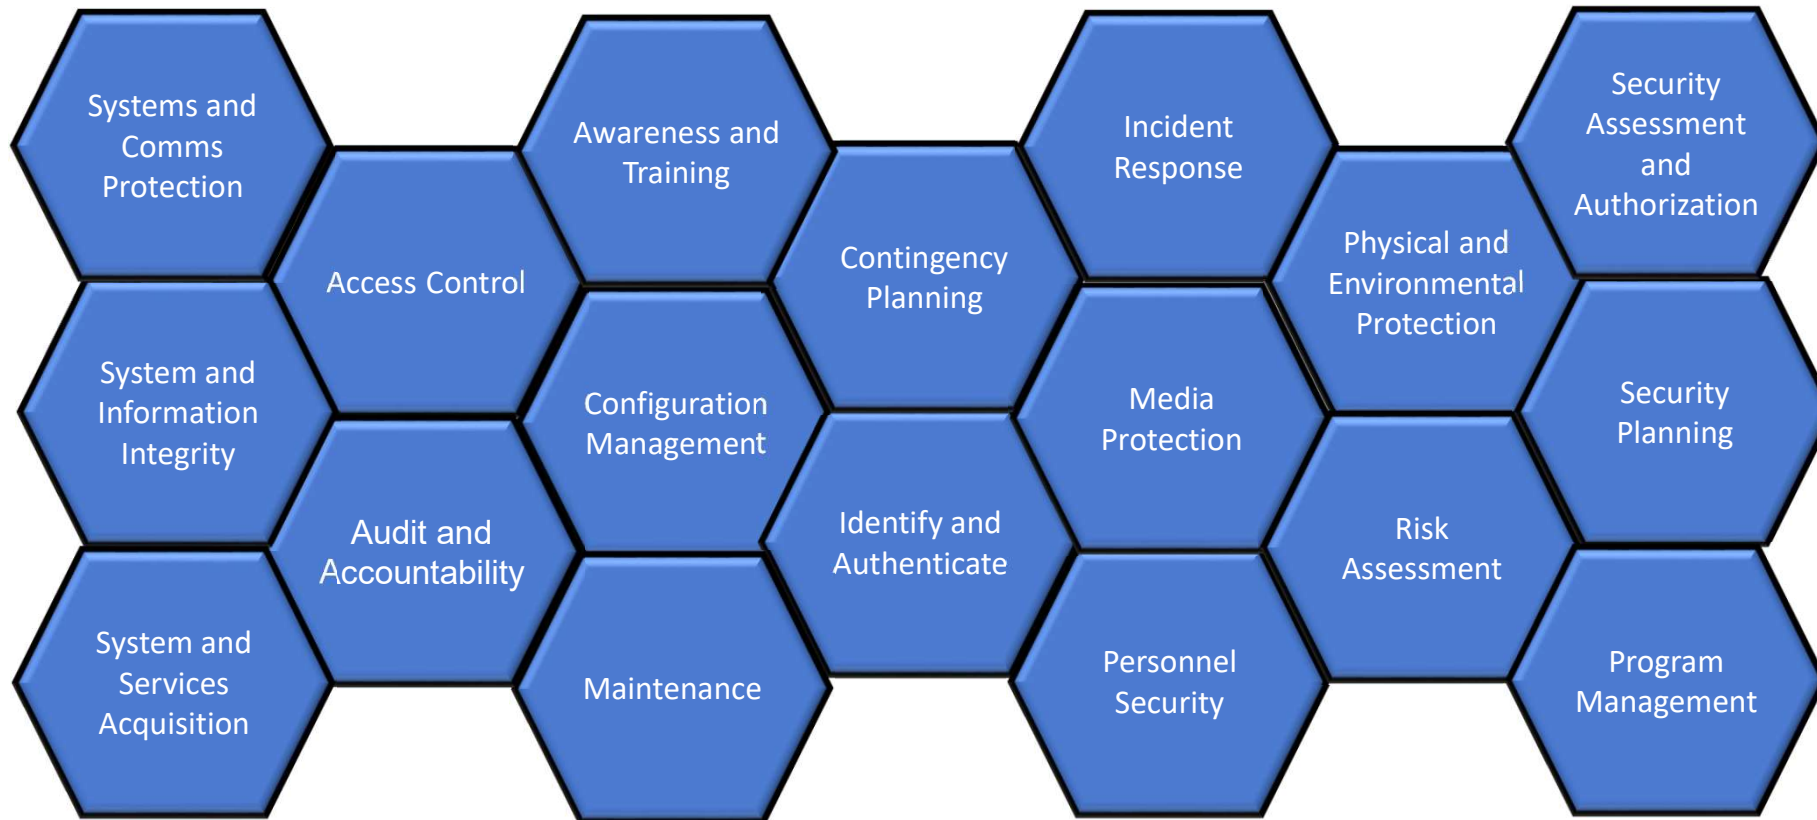 Systems and
Comms
Protection
System and
Information
Integrity
System and
Services
Acquisition
Access Control
Audit and
Accountability
Awareness and
Training
Configuration
Management
Maintenance
Contingency
Planning
Identify and
Authenticate
Incident
Response
Media
Protection
Personnel
Security
Physical and
Environmental
Protection
Risk
Assessment
Security
Assessment
and
Authorization
Security
Planning
Program
Management